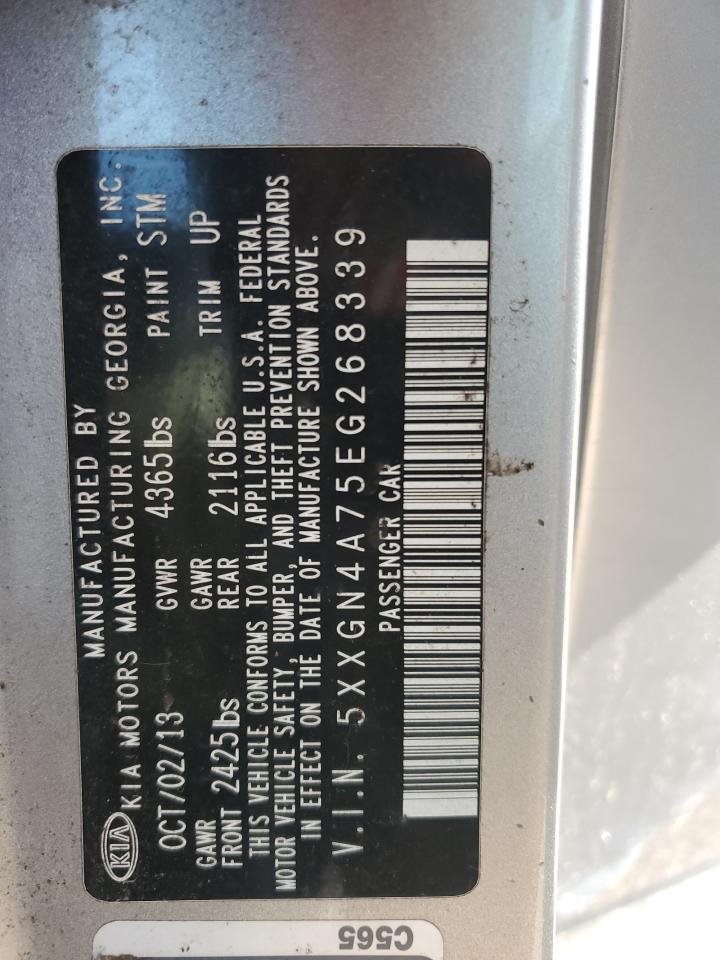 MANUFACTURED BY
KIA KIA MOTORS MANUFACTURING GEORGIA, INC.
OCT/02/13 GVWR 4365lbs PAINT STM
GAWR FRONT 2425lbs GAWR REAR 2116lbs TRIM UP
THIS VEHICLE CONFORMS TO ALL APPLICABLE U.S.A. FEDERAL
MOTOR VEHICLE SAFETY, BUMPER, AND THEFT PREVENTION STANDARDS
IN EFFECT ON THE DATE OF MANUFACTURE SHOWN ABOVE.
V.I.N. 5XXGN4A75EG268339
PASSENGER CAR
C565